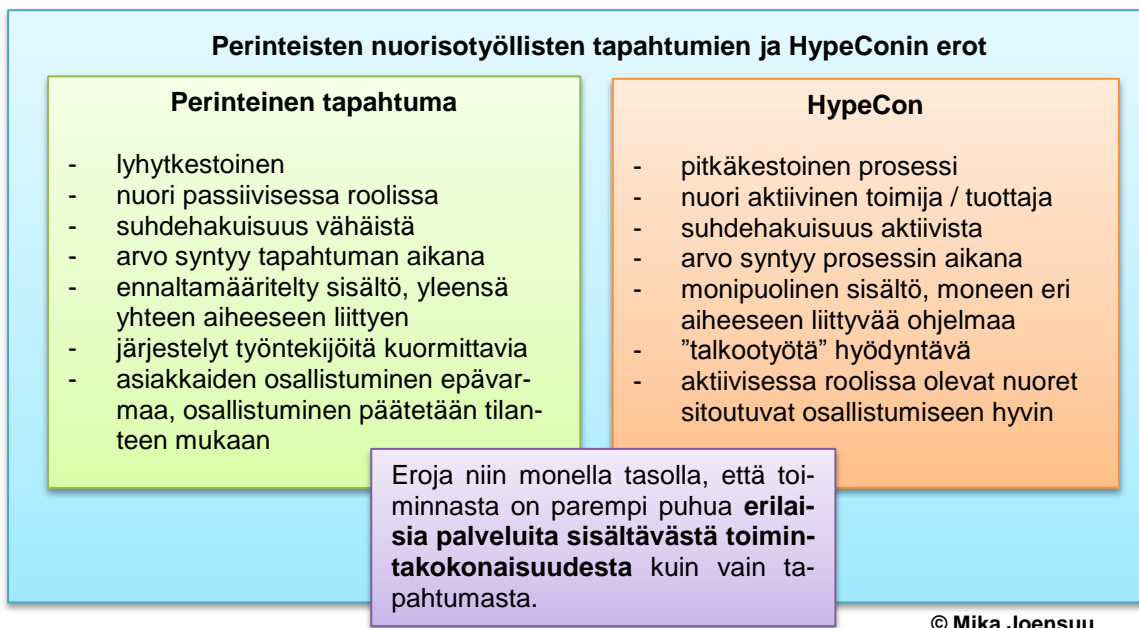 Perinteisten nuorisotyöllisten tapahtumien ja HypeConin erot
Perinteinen tapahtuma
- lyhytkestoinen
- nuori passiivisessa roolissa
- suhdehakuisuus vähäistä
- arvo syntyy tapahtuman aikana
- ennaltamääritelty sisältö, yleensä
yhteen aiheeseen liittyen
- järjestelyt työntekijöitä kuormittavia
- asiakkaiden osallistuminen epävar-
maa, osallistuminen päätetään tilan-
teen mukaan
HypeCon
- pitkäkestoinen prosessi
- nuori aktiivinen toimija / tuottaja
- suhdehakuisuus aktiivista
- arvo syntyy prosessin aikana
- monipuolinen sisältö, moneen eri
aiheeseen liittyvää ohjelmaa
- ”talkootyötä” hyödyntävä
- aktiivisessa roolissa olevat nuoret
sitoutuvat osallistumiseen hyvin
Eroja niin monella tasolla, että toi-
minnasta on parempi puhua erilai-
sia palveluita sisältävästä toimin-
takokonaisuudesta kuin vain ta-
pahtumasta.
© Mika Joensuu